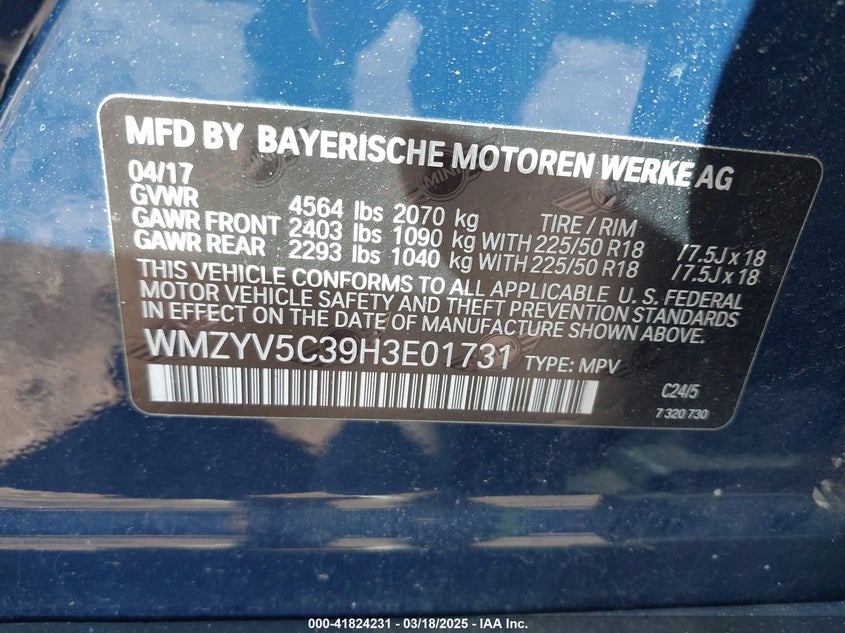 MFD BY BAYERISCHE MOTOREN WERKE AG
04/17
GVWR 4564 lbs 2070 kg TIRE / RIM
GAWR FRONT 2403 lbs 1090 kg WITH 225/50 R18 /7.5J x 18
GAWR REAR 2293 lbs 1040 kg WITH 225/50 R18 /7.5J x 18
THIS VEHICLE CONFORMS TO ALL APPLICABLE U. S. FEDERAL
MOTOR VEHICLE SAFETY AND THEFT PREVENTION STANDARDS
IN EFFECT ON THE DATE OF MANUFACTURE SHOWN ABOVE.
WMZYV5C39H3E01731 TYPE: MPV
C24/5
7 320 730
MINI
000-41824231 — 03/18/2025 — IAA Inc.